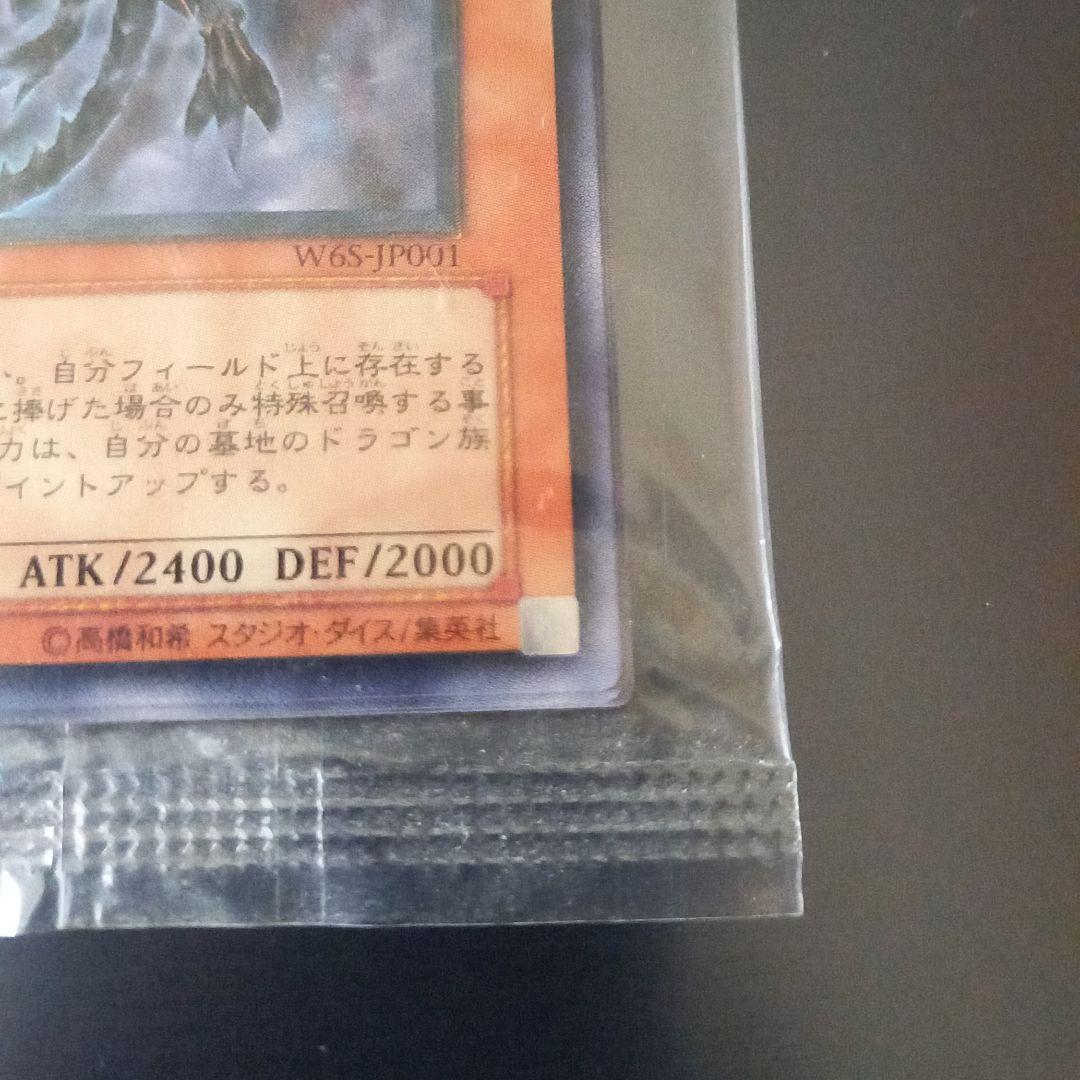 W6S-JP001
い。自分フィールド上に存在する
に捧げた場合のみ特殊召喚する事
力は、自分の墓地のドラゴン族
イントアップする。
ATK/2400 DEF/2000
©高橋和希 スタジオ・ダイス/集英社